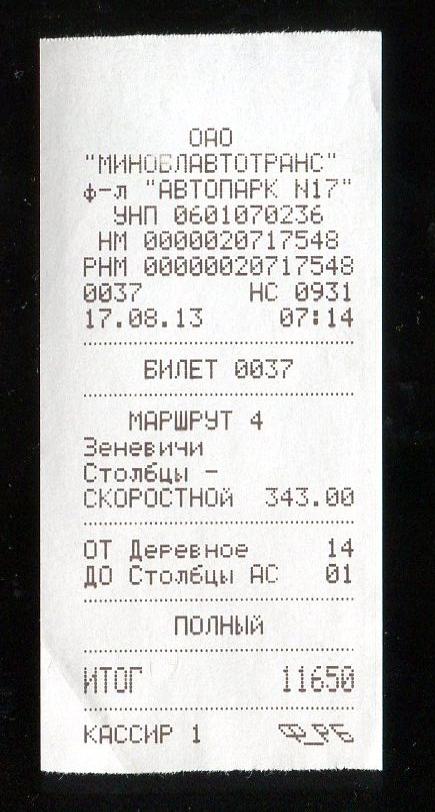 ОАО
"МИНОБЛАВТОТРАНС"
ф-л "АВТОПАРК N17"
УНП 0601070236
НМ 0000020717548
РНМ 00000020717548
0037 НС 0931
17.08.13 07:14
БИЛЕТ 0037
МАРШРУТ 4
Зеневичи
Столбцы -
СКОРОСТНОЙ 343.00
ОТ Деревное 14
ДО Столбцы АС 01
ПОЛНЫЙ
ИТОГ 11650
КАССИР 1